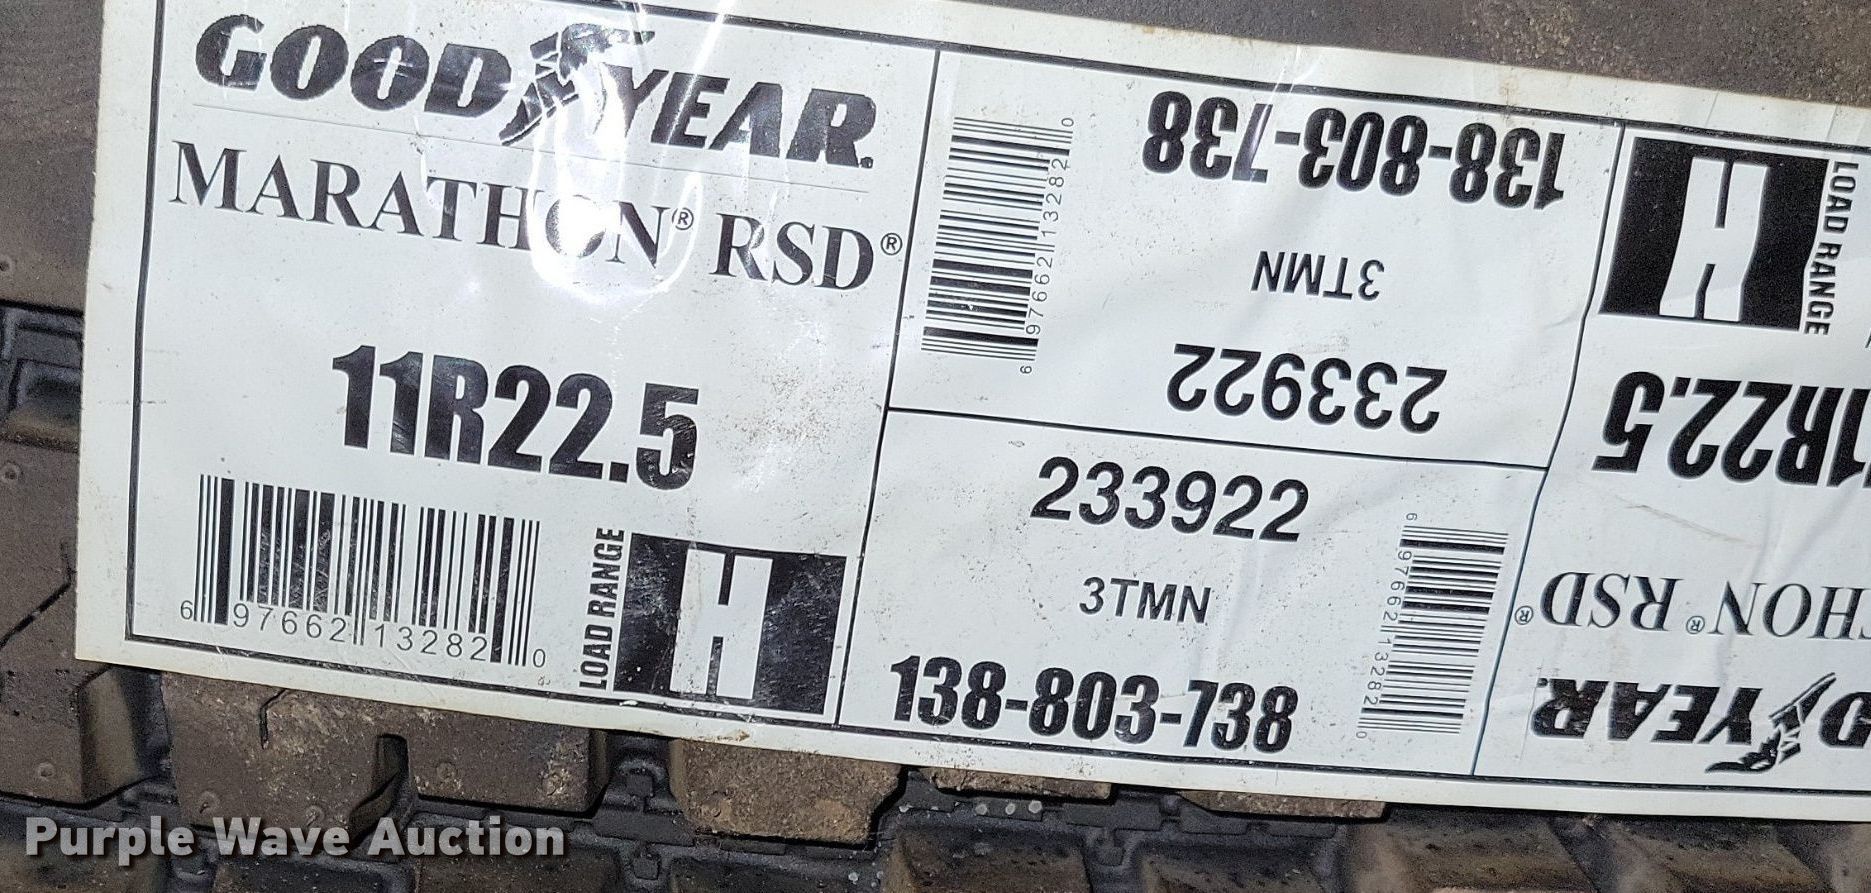 GOODYEAR
MARATHON® RSD®
11R22.5
6 97662 13282 0
LOAD RANGE
H
6 97662 13282 0
138-803-738
3TMN
233922
233922
3TMN
138-803-738
6 97662 13282 0
LOAD RANGE
H
1R22.5
HON® RSD®
D YEAR
Purple Wave Auction